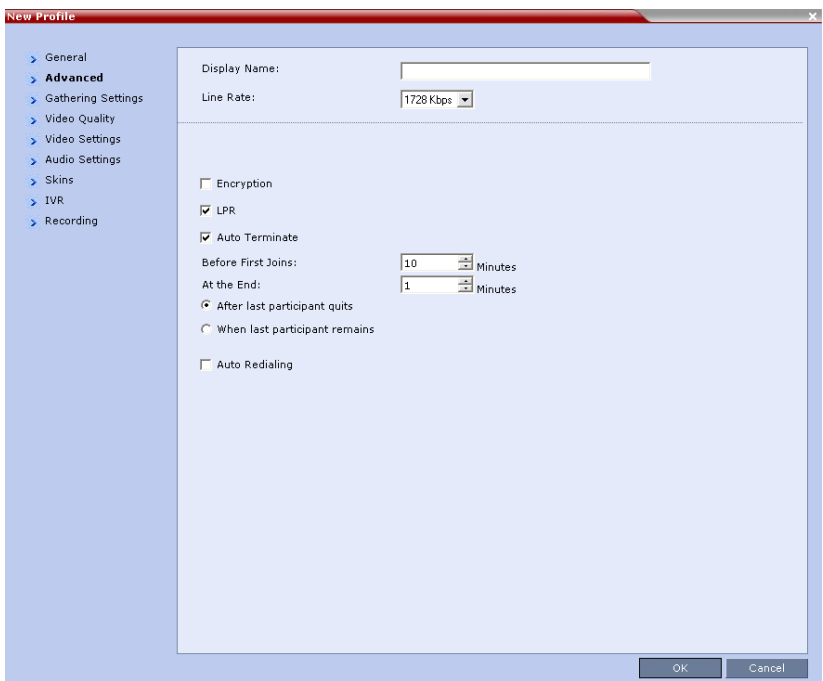 New Profile
General
Advanced
Gathering Settings
Video Quality
Video Settings
Audio Settings
Skins
IVR
Recording
Display Name:
Line Rate: 1728 Kbps
Encryption
LPR
Auto Terminate
Before First Joins: 10 Minutes
At the End: 1 Minutes
After last participant quits
When last participant remains
Auto Redialing
OK Cancel